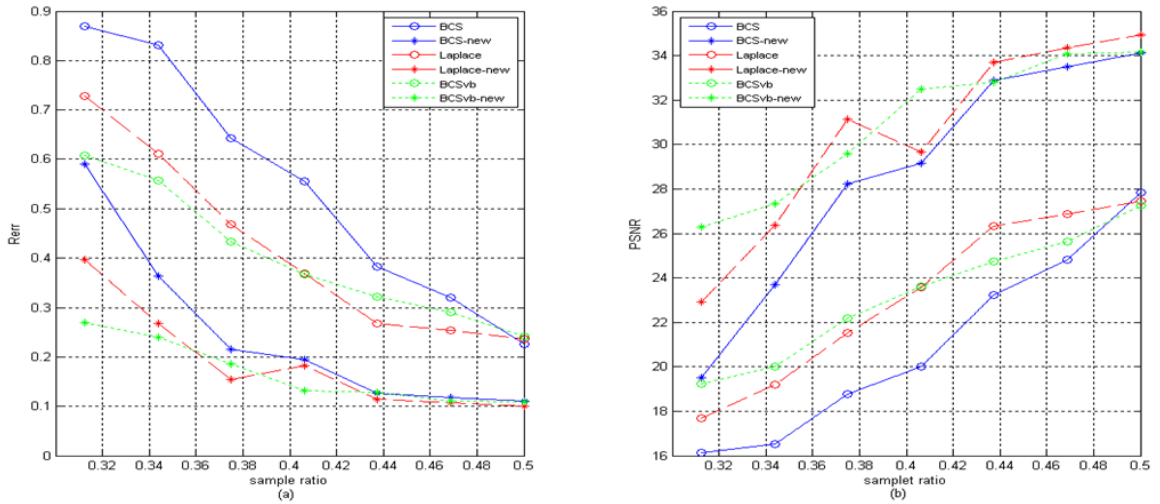 0.9
0.8
0.7
0.6
0.5
0.4
0.3
0.2
0.1
0
Rerr
BCS
BCS-new
Laplace
Laplace-new
BCSvb
BCSvb-new
0.32 0.34 0.36 0.38 0.4 0.42 0.44 0.46 0.48 0.5
sample ratio
(a)
36
34
32
30
28
26
24
22
20
18
16
PSNR
BCS
BCS-new
Laplace
Laplace-new
BCSvb
BCSvb-new
0.32 0.34 0.36 0.38 0.4 0.42 0.44 0.46 0.48 0.5
samplet ratio
(b)